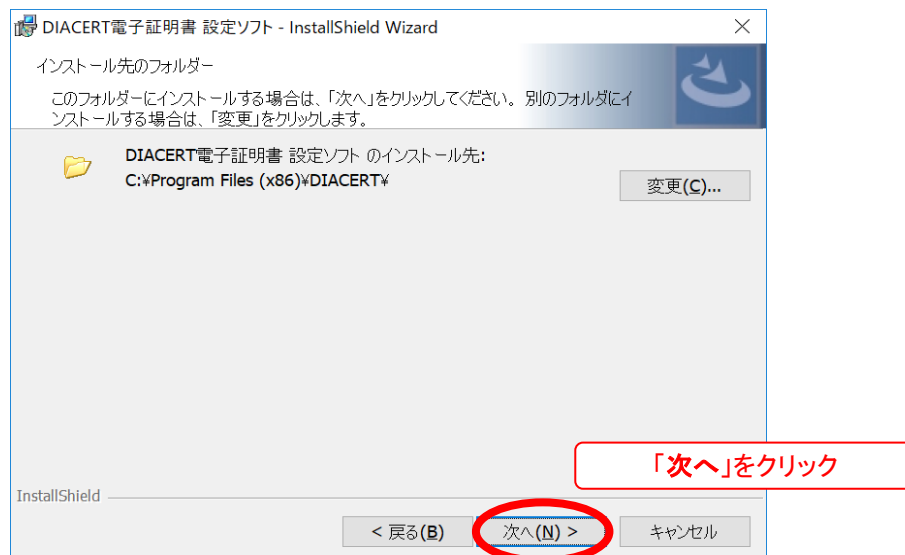 DIACERT電子証明書 設定ソフト - InstallShield Wizard
インストール先のフォルダー
このフォルダーにインストールする場合は、「次へ」をクリックしてください。別のフォルダにイ
ンストールする場合は、「変更」をクリックします。
DIACERT電子証明書 設定ソフト のインストール先:
C:¥Program Files (x86)¥DIACERT¥
変更(C)...
「次へ」をクリック
InstallShield
< 戻る(B)
次へ(N) >
キャンセル